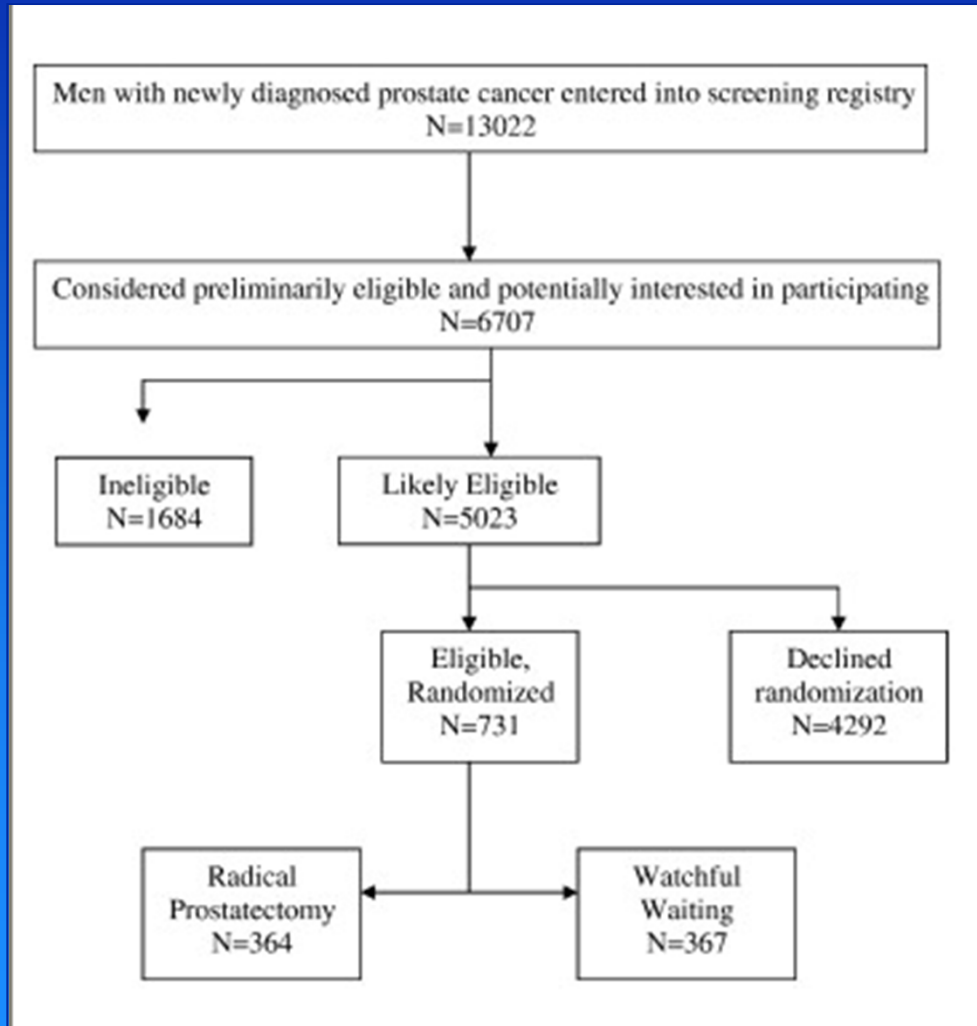 Men with newly diagnosed prostate cancer entered into screening registry
N=13022
Considered preliminarily eligible and potentially interested in participating
N=6707
Ineligible
N=1684
Likely Eligible
N=5023
Eligible,
Randomized
N=731
Declined
randomization
N=4292
Radical
Prostatectomy
N=364
Watchful
Waiting
N=367